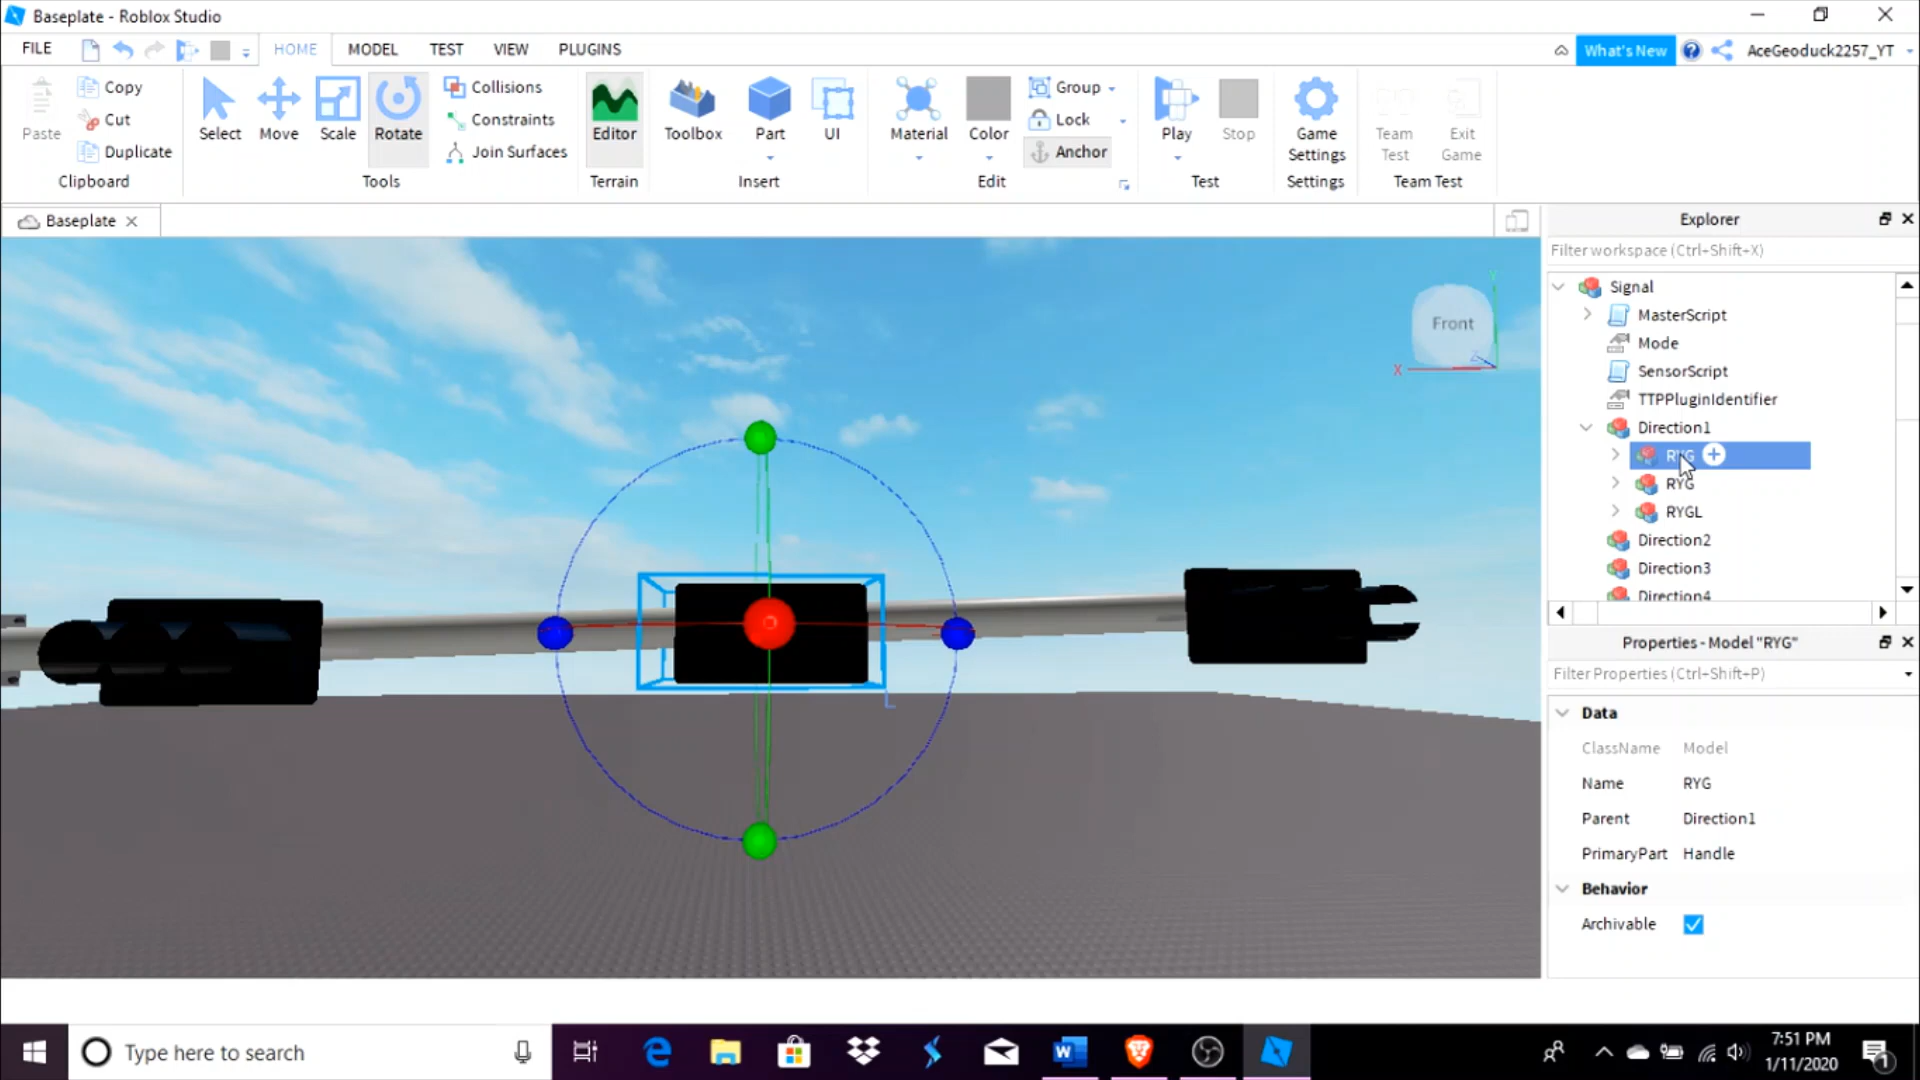 Baseplate - Roblox Studio
FILE HOME MODEL TEST VIEW PLUGINS What's New AceGeoduck2257_YT
Paste Copy Cut Duplicate
Select Move Scale Rotate
Collisions Constraints Join Surfaces
Editor Toolbox Part UI
Material Color Group Lock Anchor
Play Stop Game Settings Team Test Exit Game
Clipboard Tools Terrain Insert Edit Test Settings Team Test
Baseplate
Explorer
Filter workspace (Ctrl+Shift+X)
Signal
MasterScript
Mode
SensorScript
TTPPluginIdentifier
Direction1
RYG
RYG
RYGL
Direction2
Direction3
Direction4
Front
X
Y
Z
Properties - Model "RYG"
Filter Properties (Ctrl+Shift+P)
Data
ClassName Model
Name RYG
Parent Direction1
PrimaryPart Handle
Behavior
Archivable
Type here to search
7:51 PM
1/11/2020
1